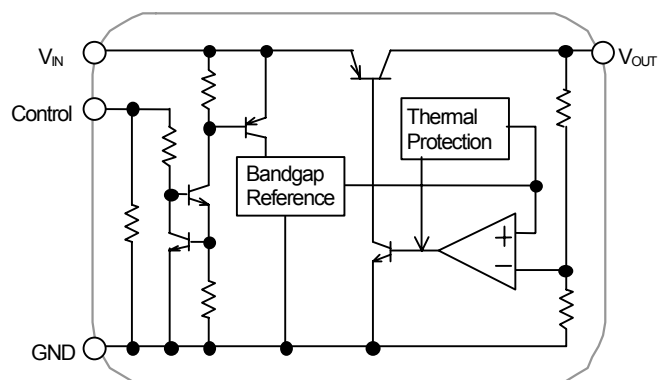 VIN
VOUT
Control
Thermal
Protection
Bandgap
Reference
+
−
GND